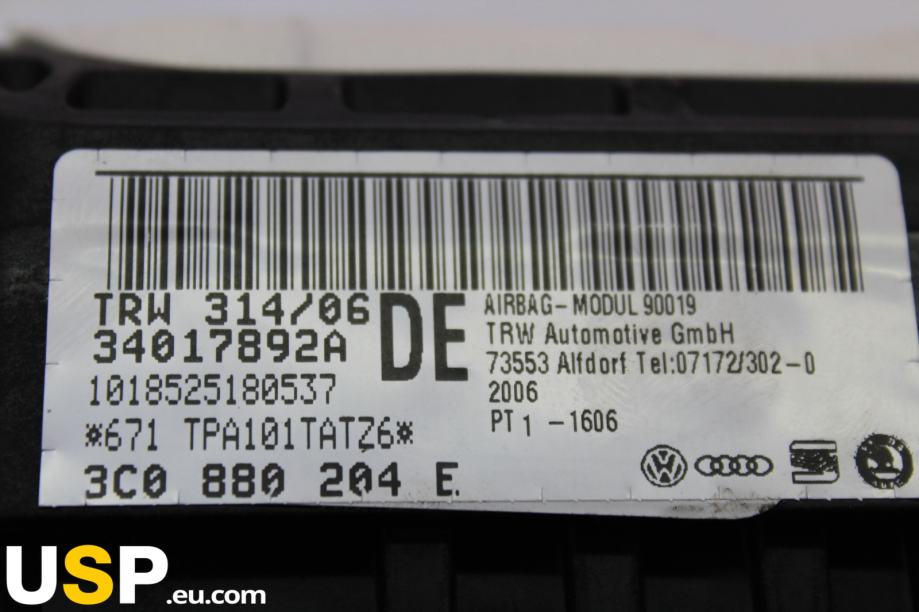 TRW 314/06
34017892A
1018525180537
*671 TPA101TATZ6*
3C0 880 204 E.
DE
AIRBAG-MODUL 90019
TRW Automotive GmbH
73553 Alfdorf Tel:07172/302-0
2006
PT 1 -1606
USP.eu.com